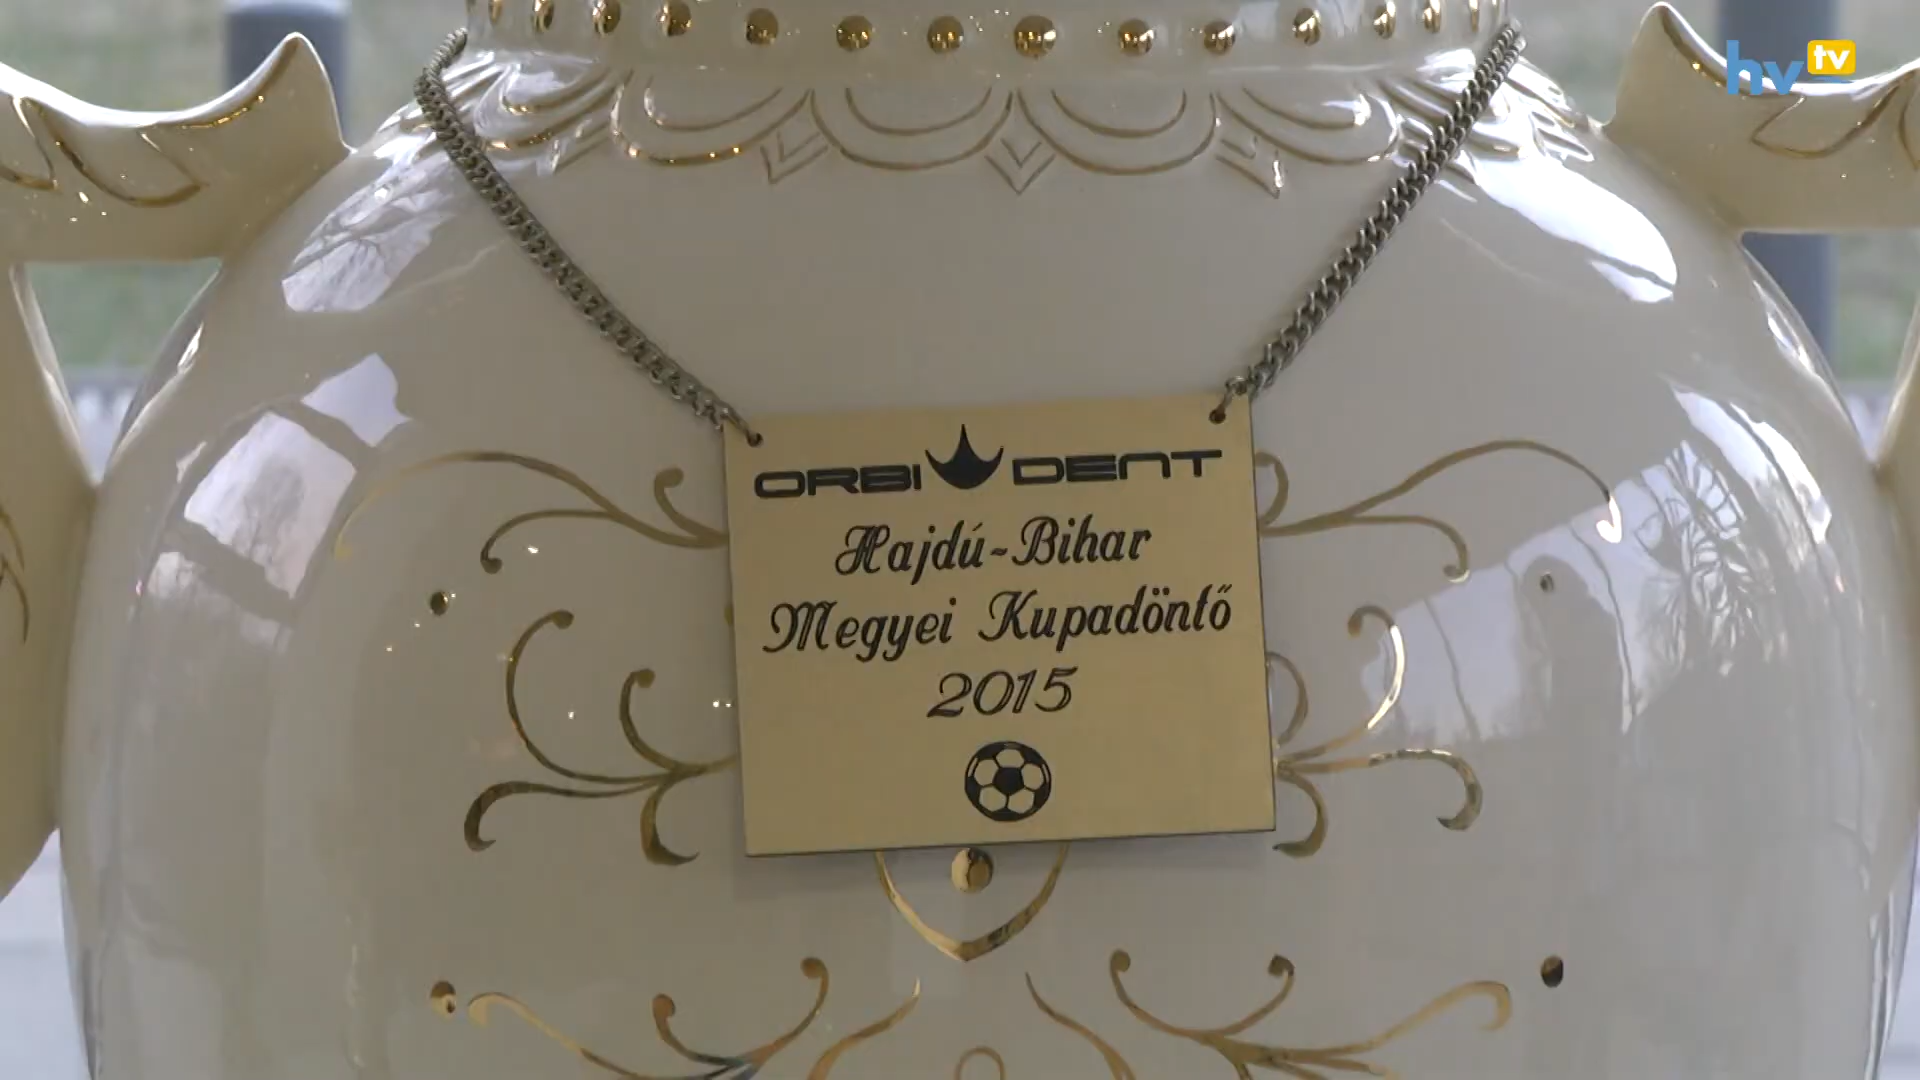 hv tv
ORBI DENT
Hajdú-Bihar
Megyei Kupadöntő
2015